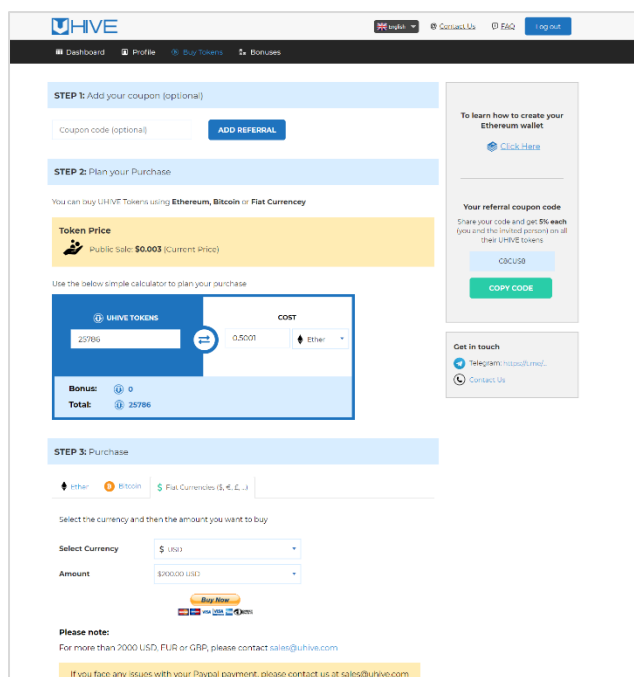 UHIVE
English
Contact Us
FAQ
Log out
Dashboard
Profile
Buy Tokens
Bonuses
STEP 1: Add your coupon (optional)
Coupon code (optional)
ADD REFERRAL
STEP 2: Plan your Purchase
You can buy UHIVE Tokens using Ethereum, Bitcoin or Fiat Currencey
Token Price
Public Sale: $0.003 (Current Price)
Use the below simple calculator to plan your purchase
UHIVE TOKENS
COST
25786
0.5001
Ether
Bonus: 0
Total: 25786
STEP 3: Purchase
Ether
Bitcoin
$ Fiat Currencies ($, €, £, ..)
Select the currency and then the amount you want to buy
Select Currency
$ USD
Amount
$200.00 USD
Buy Now
VISA VISA
Please note:
For more than 2000 USD, EUR or GBP, please contact sales@uhive.com
If you face any issues with your Paypal payment, please contact us at sales@uhive.com
To learn how to create your
Ethereum wallet
Click Here
Your referral coupon code
Share your code and get 5% each
(you and the invited person) on all
their UHIVE tokens
COPY CODE
Get in touch
Telegram:
Contact Us